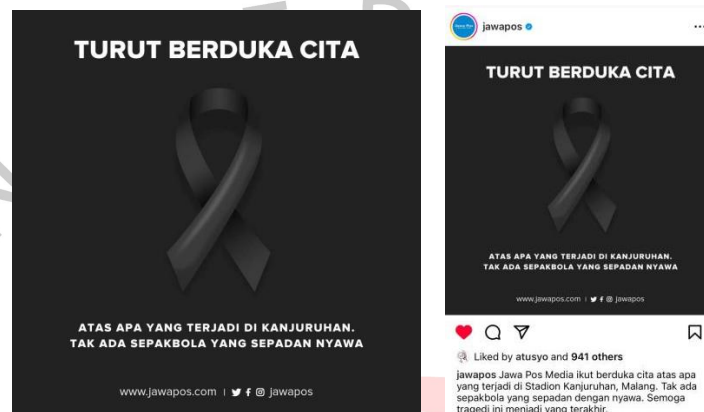 TURUT BERDUKA CITA
ATAS APA YANG TERJADI DI KANJURUHAN.
TAK ADA SEPAKBOLA YANG SEPADAN NYAWA
www.jawapos.com | jawapos
jawapos
TURUT BERDUKA CITA
ATAS APA YANG TERJADI DI KANJURUHAN.
TAK ADA SEPAKBOLA YANG SEPADAN NYAWA
www.jawapos.com | jawapos
Liked by atusyo and 941 others
jawapos Jawa Pos Media ikut berduka cita atas apa
yang terjadi di Stadion Kanjuruhan, Malang. Tak ada
sepakbola yang sepadan dengan nyawa. Semoga
tragedi ini menjadi yang terakhir.